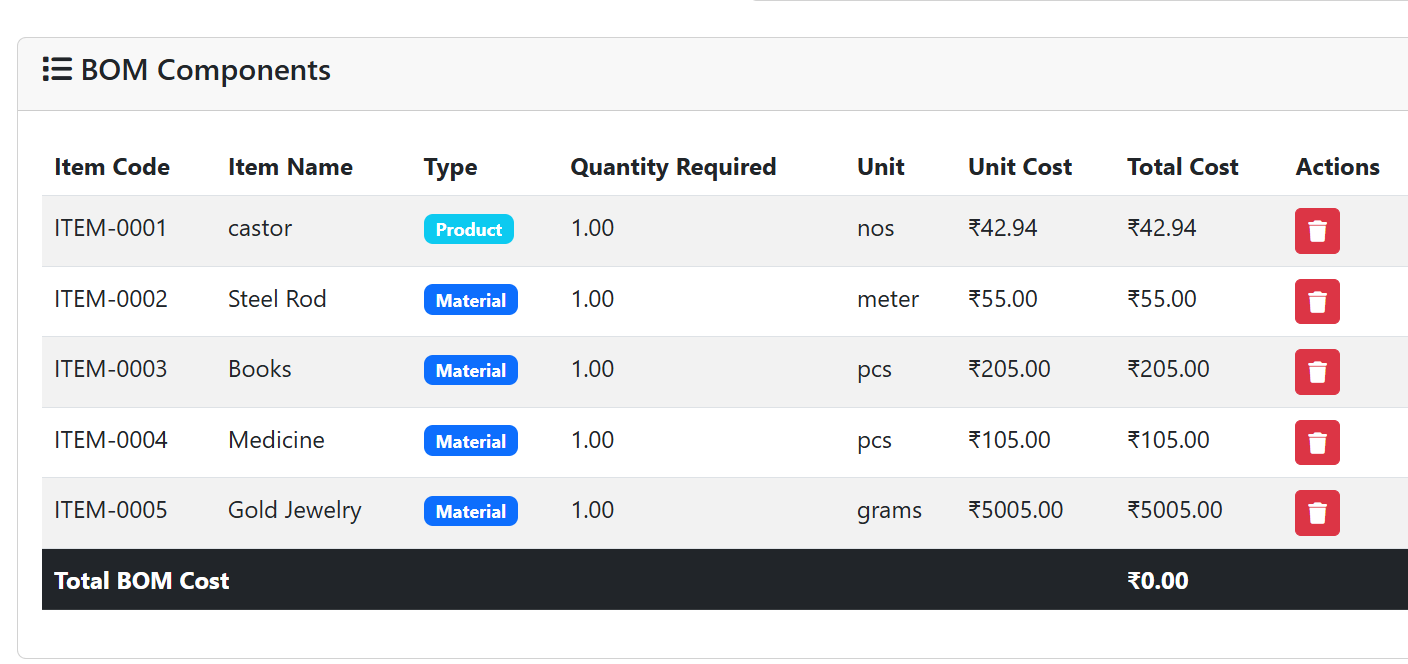 BOM Components
Item Code Item Name Type Quantity Required Unit Unit Cost Total Cost Actions
ITEM-0001 castor Product 1.00 nos ₹42.94 ₹42.94
ITEM-0002 Steel Rod Material 1.00 meter ₹55.00 ₹55.00
ITEM-0003 Books Material 1.00 pcs ₹205.00 ₹205.00
ITEM-0004 Medicine Material 1.00 pcs ₹105.00 ₹105.00
ITEM-0005 Gold Jewelry Material 1.00 grams ₹5005.00 ₹5005.00
Total BOM Cost ₹0.00